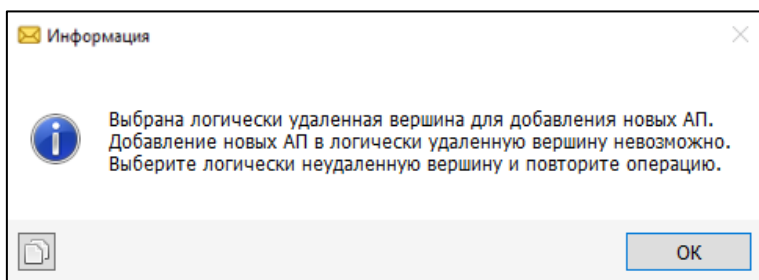 Информация
Выбрана логически удаленная вершина для добавления новых АП.
Добавление новых АП в логически удаленную вершину невозможно.
Выберите логически неудаленную вершину и повторите операцию.
ОК